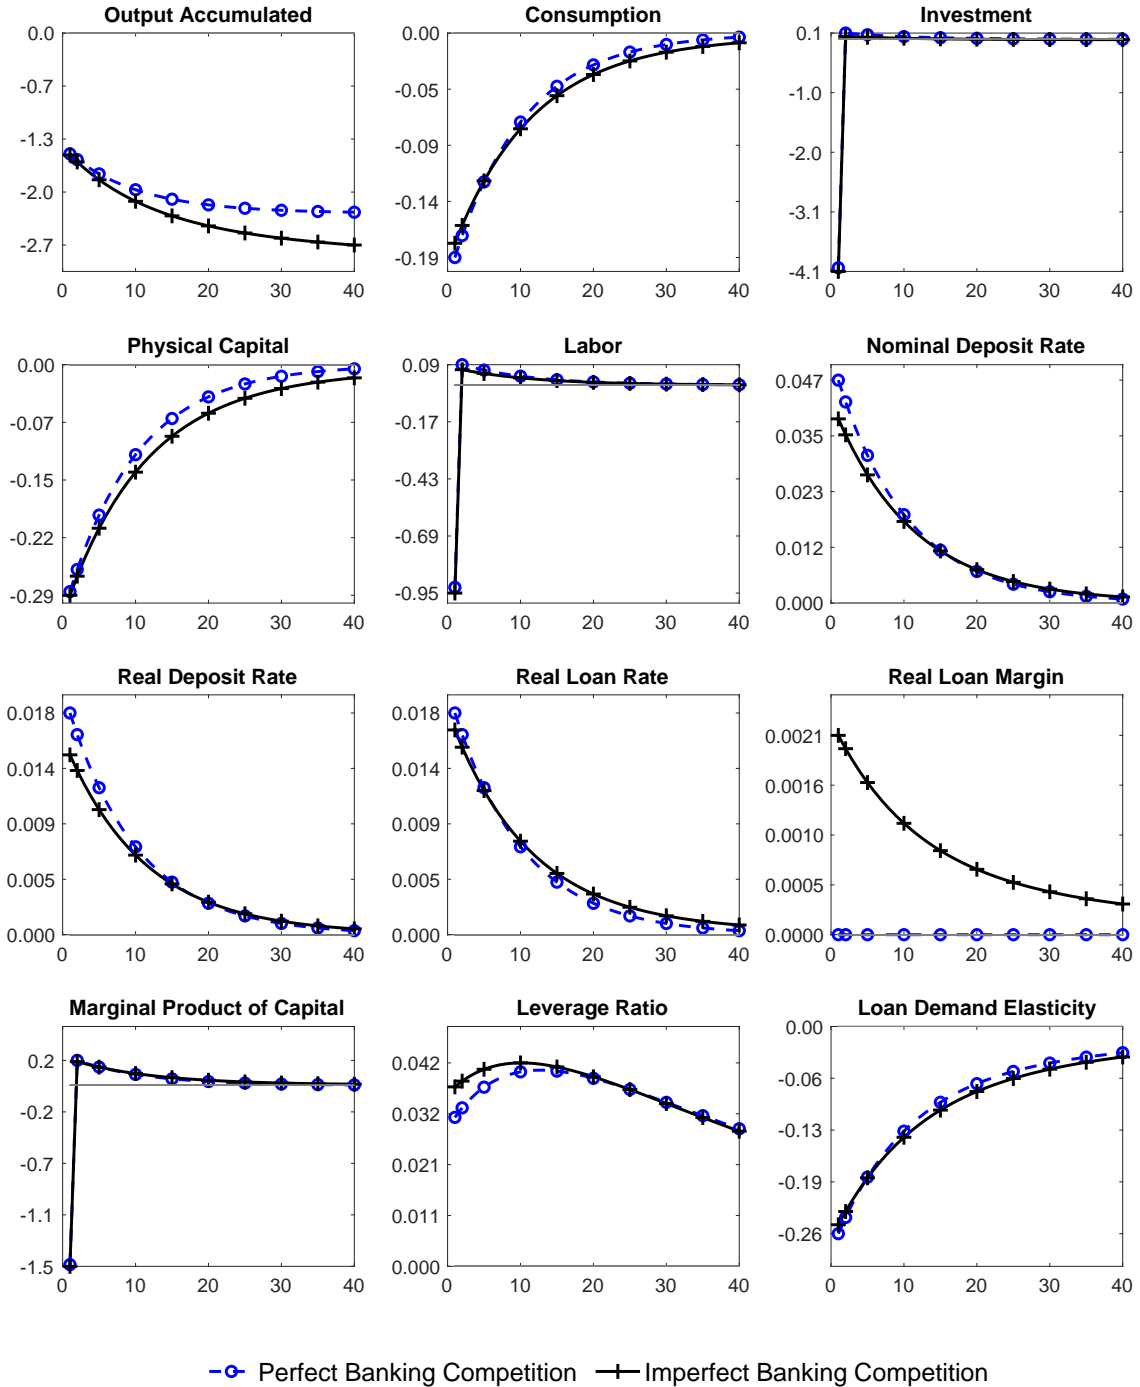 Output Accumulated
0.0
-0.7
-1.3
-2.0
-2.7
0 10 20 30 40
Consumption
0.00
-0.05
-0.09
-0.14
-0.19
0 10 20 30 40
Investment
0.1
-1.0
-2.0
-3.1
-4.1
0 10 20 30 40
Physical Capital
0.00
-0.07
-0.15
-0.22
-0.29
0 10 20 30 40
Labor
0.09
-0.17
-0.43
-0.69
-0.95
0 10 20 30 40
Nominal Deposit Rate
0.047
0.035
0.023
0.012
0.000
0 10 20 30 40
Real Deposit Rate
0.018
0.014
0.009
0.005
0.000
0 10 20 30 40
Real Loan Rate
0.018
0.014
0.009
0.005
0.000
0 10 20 30 40
Real Loan Margin
0.0021
0.0016
0.0010
0.0005
0.0000
0 10 20 30 40
Marginal Product of Capital
0.2
-0.2
-0.7
-1.1
-1.5
0 10 20 30 40
Leverage Ratio
0.042
0.032
0.021
0.011
0.000
0 10 20 30 40
Loan Demand Elasticity
0.00
-0.06
-0.13
-0.19
-0.26
0 10 20 30 40
Perfect Banking Competition Imperfect Banking Competition